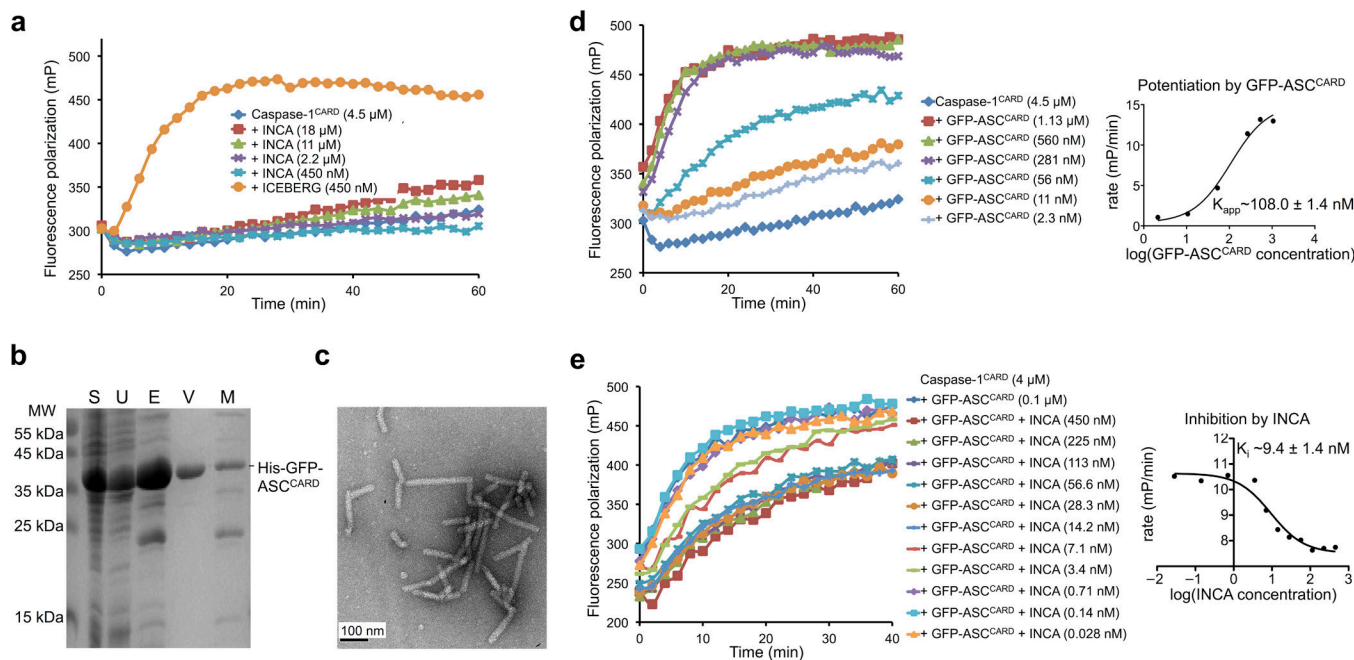 a
Fluorescence polarization (mP)
500
450
400
350
300
250
0
20
40
60
Time (min)
Caspase-1CARD (4.5 µM)
+ INCA (18 µM)
+ INCA (11 µM)
+ INCA (2.2 µM)
+ INCA (450 nM)
+ ICEBERG (450 nM)
b
S U E V M
MW
55 kDa
45 kDa
35 kDa
25 kDa
15 kDa
His-GFP-
ASCCARD
c
100 nm
d
Fluorescence polarization (mP)
500
450
400
350
300
250
0
20
40
60
Time (min)
Caspase-1CARD (4.5 µM)
+ GFP-ASCCARD (1.13 µM)
+ GFP-ASCCARD (560 nM)
+ GFP-ASCCARD (281 nM)
+ GFP-ASCCARD (56 nM)
+ GFP-ASCCARD (11 nM)
+ GFP-ASCCARD (2.3 nM)
Potentiation by GFP-ASCCARD
rate (mP/min)
15
10
5
0
Kapp~108.0 ± 1.4 nM
0 1 2 3 4
log(GFP-ASCCARD concentration)
e
Fluorescence polarization (mP)
500
450
400
350
300
250
200
0
10
20
30
40
Time (min)
Caspase-1CARD (4 µM)
+ GFP-ASCCARD (0.1 µM)
+ GFP-ASCCARD + INCA (450 nM)
+ GFP-ASCCARD + INCA (225 nM)
+ GFP-ASCCARD + INCA (113 nM)
+ GFP-ASCCARD + INCA (56.6 nM)
+ GFP-ASCCARD + INCA (28.3 nM)
+ GFP-ASCCARD + INCA (14.2 nM)
+ GFP-ASCCARD + INCA (7.1 nM)
+ GFP-ASCCARD + INCA (3.4 nM)
+ GFP-ASCCARD + INCA (0.71 nM)
+ GFP-ASCCARD + INCA (0.14 nM)
+ GFP-ASCCARD + INCA (0.028 nM)
Inhibition by INCA
rate (mP/min)
12
11
10
9
8
Ki ~9.4 ± 1.4 nM
−2 −1 0 1 2 3
log(INCA concentration)